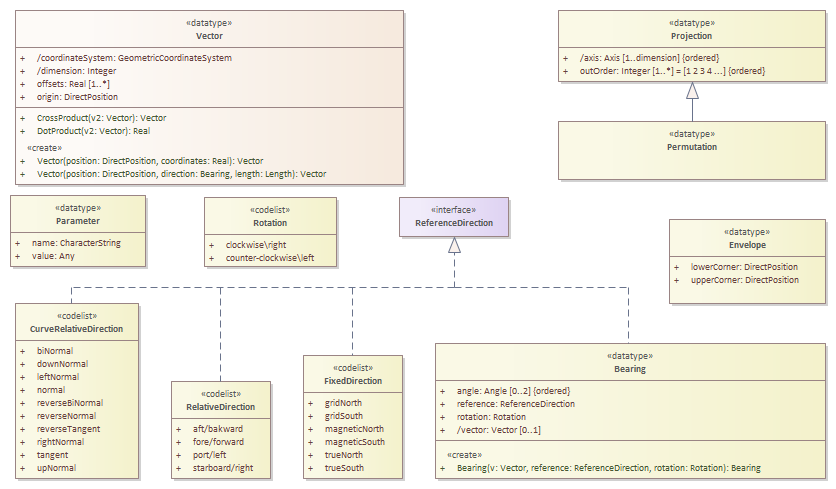 «datatype»
Vector
+ /coordinateSystem: GeometricCoordinateSystem
+ /dimension: Integer
+ offsets: Real [1..*]
+ origin: DirectPosition
+ CrossProduct(v2: Vector): Vector
+ DotProduct(v2: Vector): Real
«create»
+ Vector(position: DirectPosition, coordinates: Real): Vector
+ Vector(position: DirectPosition, direction: Bearing, length: Length): Vector
«datatype»
Projection
+ /axis: Axis [1..dimension] {ordered}
+ outOrder: Integer [1..*] = [1 2 3 4 ...] {ordered}
«datatype»
Permutation
«datatype»
Parameter
+ name: CharacterString
+ value: Any
«codelist»
Rotation
+ clockwise\right
+ counter-clockwise\left
«interface»
ReferenceDirection
«datatype»
Envelope
+ lowerCorner: DirectPosition
+ upperCorner: DirectPosition
«codelist»
CurveRelativeDirection
+ biNormal
+ downNormal
+ leftNormal
+ normal
+ reverseBiNormal
+ reverseNormal
+ reverseTangent
+ rightNormal
+ tangent
+ upNormal
«codelist»
RelativeDirection
+ aft/bakward
+ fore/forward
+ port/left
+ starboard/right
«codelist»
FixedDirection
+ gridNorth
+ gridSouth
+ magneticNorth
+ magneticSouth
+ trueNorth
+ trueSouth
«datatype»
Bearing
+ angle: Angle [0..2] {ordered}
+ reference: ReferenceDirection
+ rotation: Rotation
+ /vector: Vector [0..1]
«create»
+ Bearing(v: Vector, reference: ReferenceDirection, rotation: Rotation): Bearing